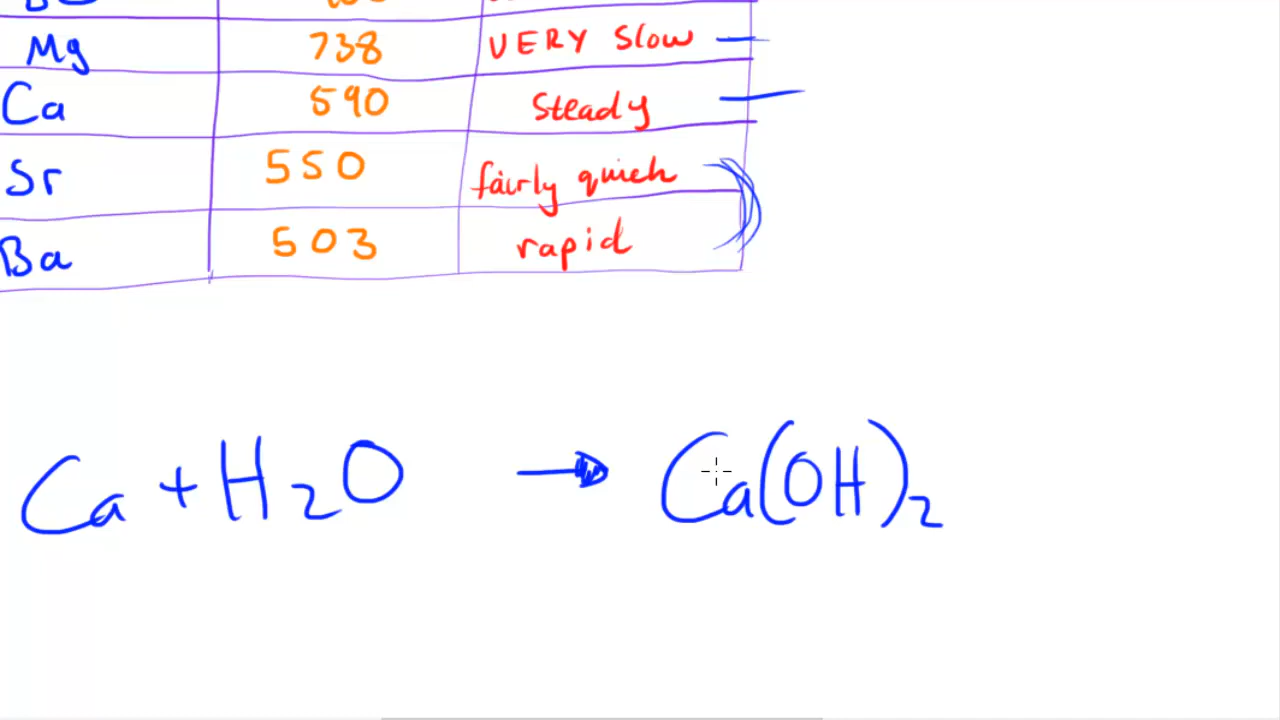 Mg 738 VERY Slow
Ca 590 Steady
Sr 550 fairly quick
Ba 503 rapid
Ca + H₂O → Ca(OH)₂